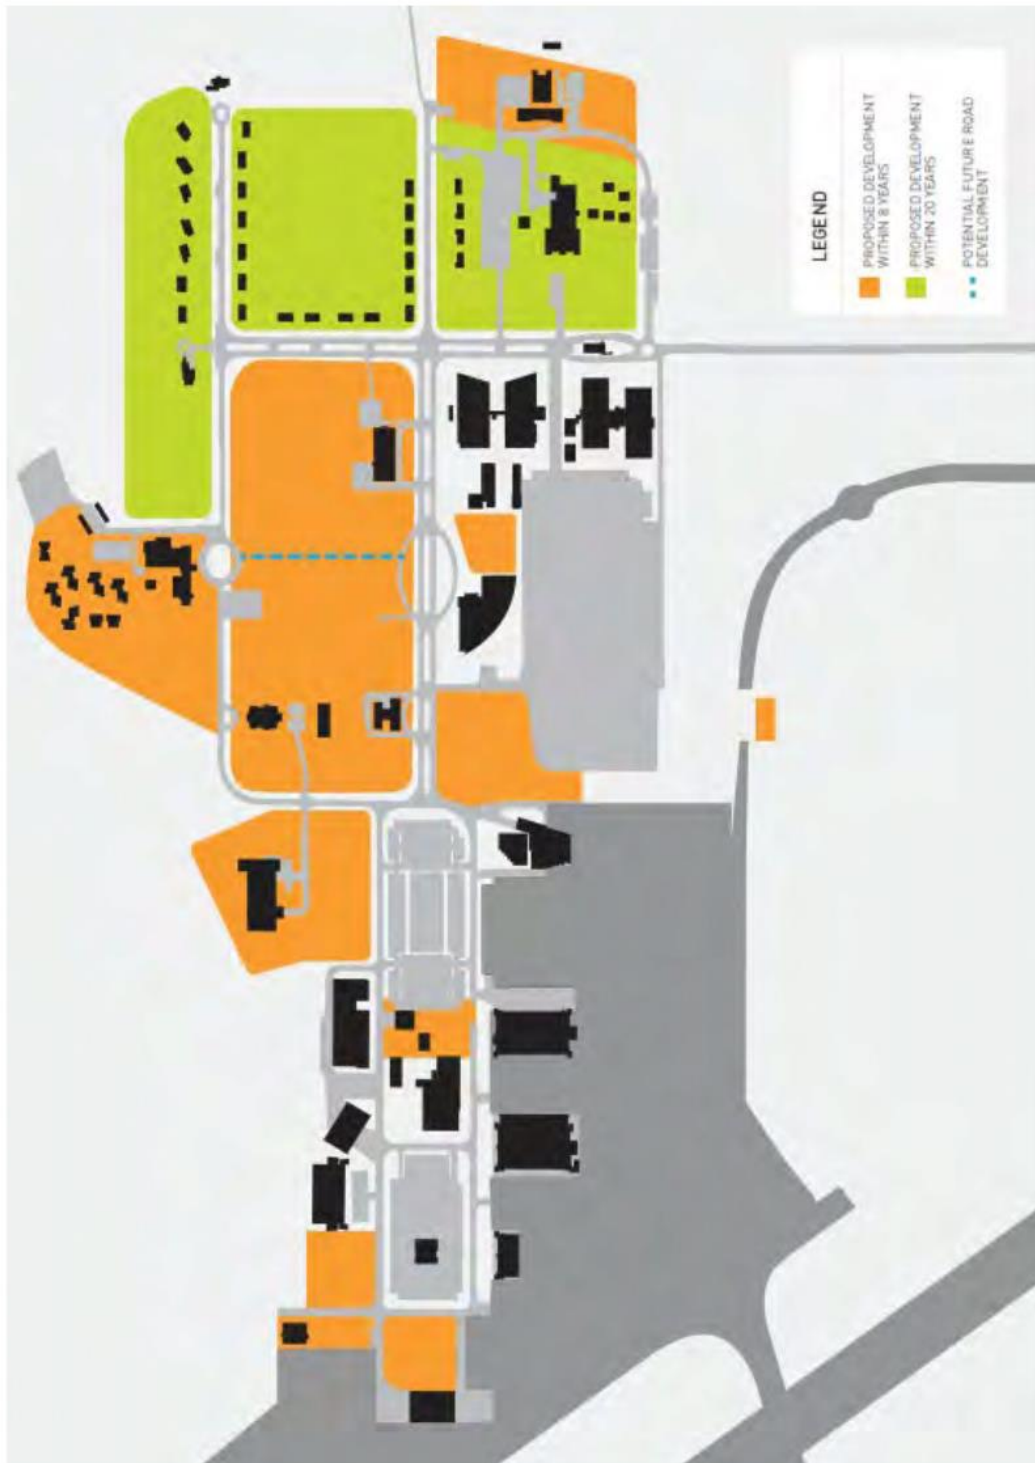 LEGEND
PROPOSED DEVELOPMENT
WITHIN 8 YEARS
PROPOSED DEVELOPMENT
WITHIN 20 YEARS
POTENTIAL FUTURE ROAD
DEVELOPMENT